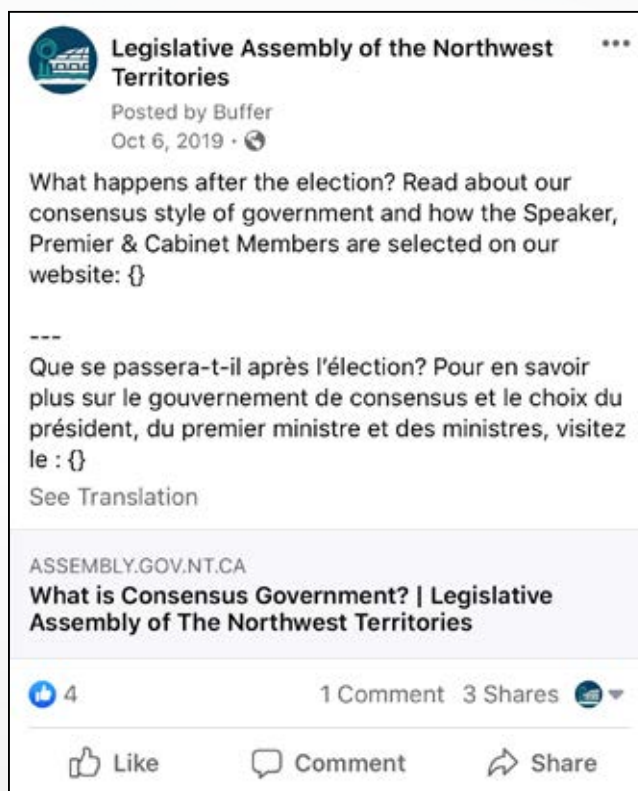 Legislative Assembly of the Northwest
Territories
Posted by Buffer
Oct 6, 2019 ·
What happens after the election? Read about our
consensus style of government and how the Speaker,
Premier & Cabinet Members are selected on our
website: {}
---
Que se passera-t-il après l'élection? Pour en savoir
plus sur le gouvernement de consensus et le choix du
président, du premier ministre et des ministres, visitez
le : {}
See Translation
ASSEMBLY.GOV.NT.CA
What is Consensus Government? | Legislative
Assembly of The Northwest Territories
4 1 Comment 3 Shares
Like Comment Share